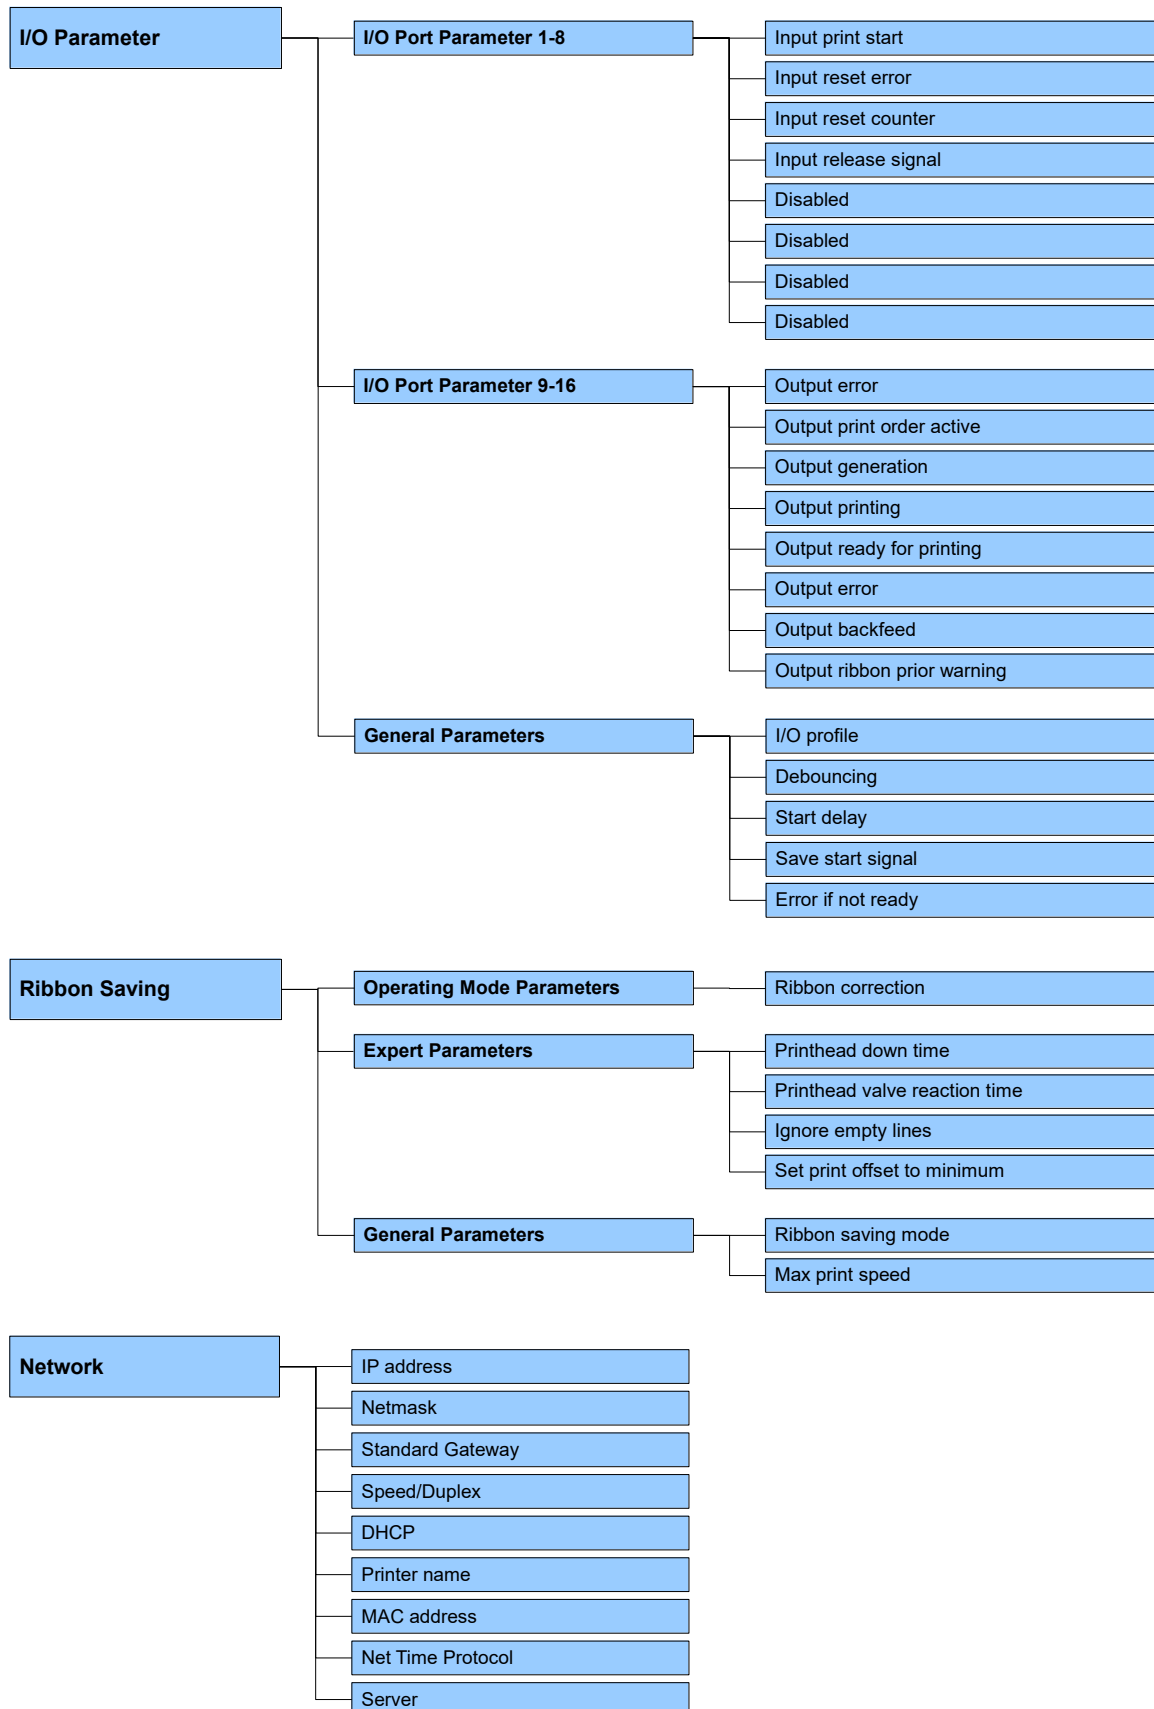 I/O Parameter
I/O Port Parameter 1-8
Input print start
Input reset error
Input reset counter
Input release signal
Disabled
Disabled
Disabled
Disabled
I/O Port Parameter 9-16
Output error
Output print order active
Output generation
Output printing
Output ready for printing
Output error
Output backfeed
Output ribbon prior warning
General Parameters
I/O profile
Debouncing
Start delay
Save start signal
Error if not ready
Ribbon Saving
Operating Mode Parameters
Ribbon correction
Expert Parameters
Printhead down time
Printhead valve reaction time
Ignore empty lines
Set print offset to minimum
General Parameters
Ribbon saving mode
Max print speed
Network
IP address
Netmask
Standard Gateway
Speed/Duplex
DHCP
Printer name
MAC address
Net Time Protocol
Server